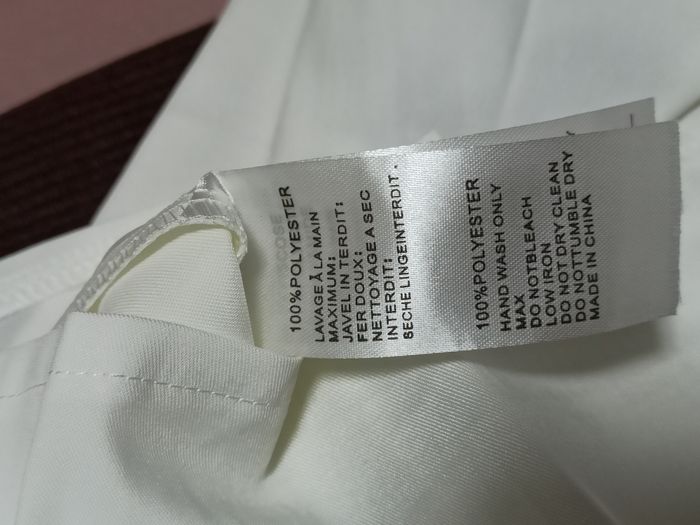 100%POLYESTER
LAVAGE À LA MAIN
MAXIMUM:
JAVEL IN TERDIT:
FER DOUX:
NETTOYAGE A SEC
INTERDIT:
SECHE LINGEINTERDIT.
100%POLYESTER
HAND WASH ONLY
MAX
DO NOTBLEACH
LOW IRON
DO NOT DRY CLEAN
DO NOTTUMBLE DRY
MADE IN CHINA